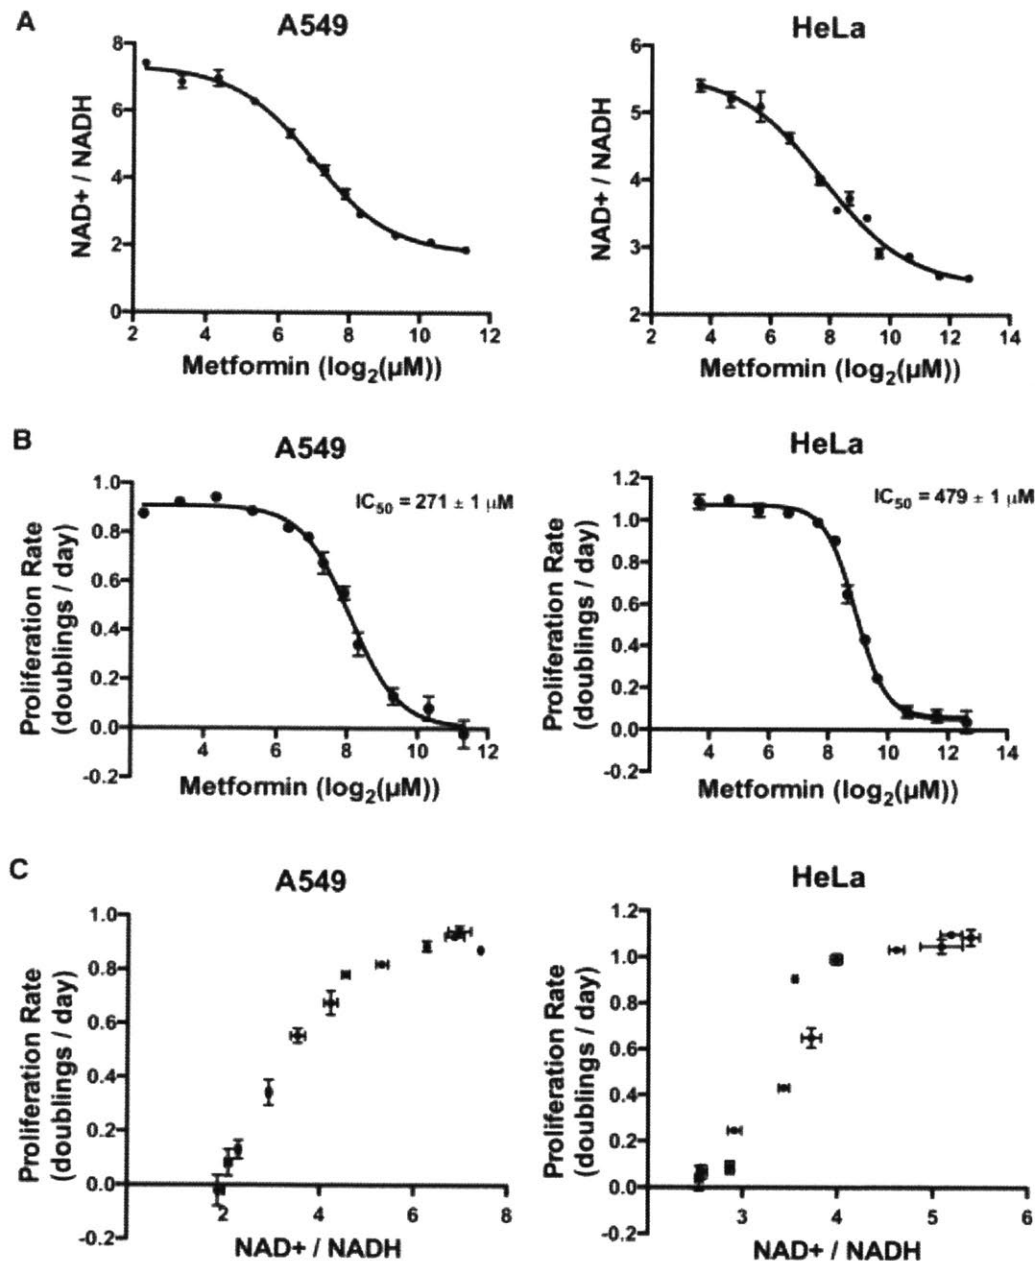 A
A549
HeLa
NAD+ / NADH
8
6
4
2
0
2 4 6 8 10 12
Metformin (log2(µM))
NAD+ / NADH
6
5
4
3
2
2 4 6 8 10 12 14
Metformin (log2(µM))
B
A549
HeLa
IC50 = 271 ± 1 µM
Proliferation Rate
(doublings / day)
1.0
0.8
0.6
0.4
0.2
0.0
-0.2
4 6 8 10 12
Metformin (log2(µM))
IC50 = 479 ± 1 µM
Proliferation Rate
(doublings / day)
1.2
1.0
0.8
0.6
0.4
0.2
0.0
-0.2
4 6 8 10 12 14
Metformin (log2(µM))
C
A549
HeLa
Proliferation Rate
(doublings / day)
1.0
0.8
0.6
0.4
0.2
0.0
-0.2
2 4 6 8
NAD+ / NADH
Proliferation Rate
(doublings / day)
1.2
1.0
0.8
0.6
0.4
0.2
0.0
-0.2
3 4 5 6
NAD+ / NADH